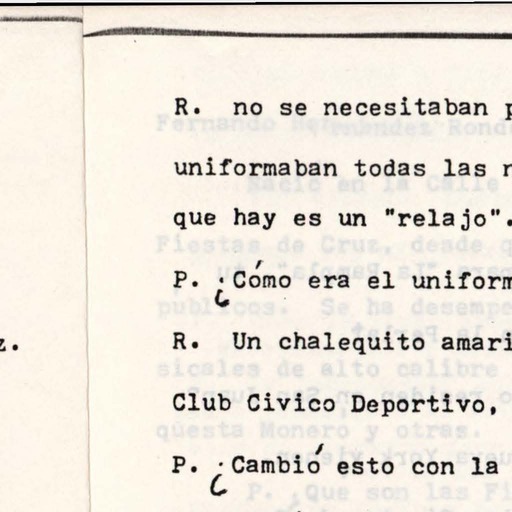 R. no se necesitaban
uniformaban todas las
que hay es un "relajo".
P. ¿Cómo era el uniform
R. Un chalequito amari
z.
Club Civico Deportivo,
P. ¿Cambió esto con la